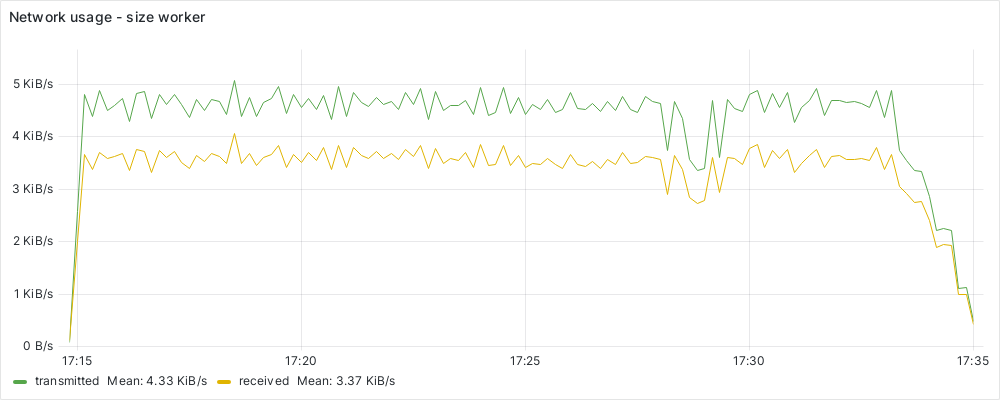 Network usage - size worker
5 KiB/s
4 KiB/s
3 KiB/s
2 KiB/s
1 KiB/s
0 B/s
17:15 17:20 17:25 17:30 17:35
transmitted Mean: 4.33 KiB/s received Mean: 3.37 KiB/s